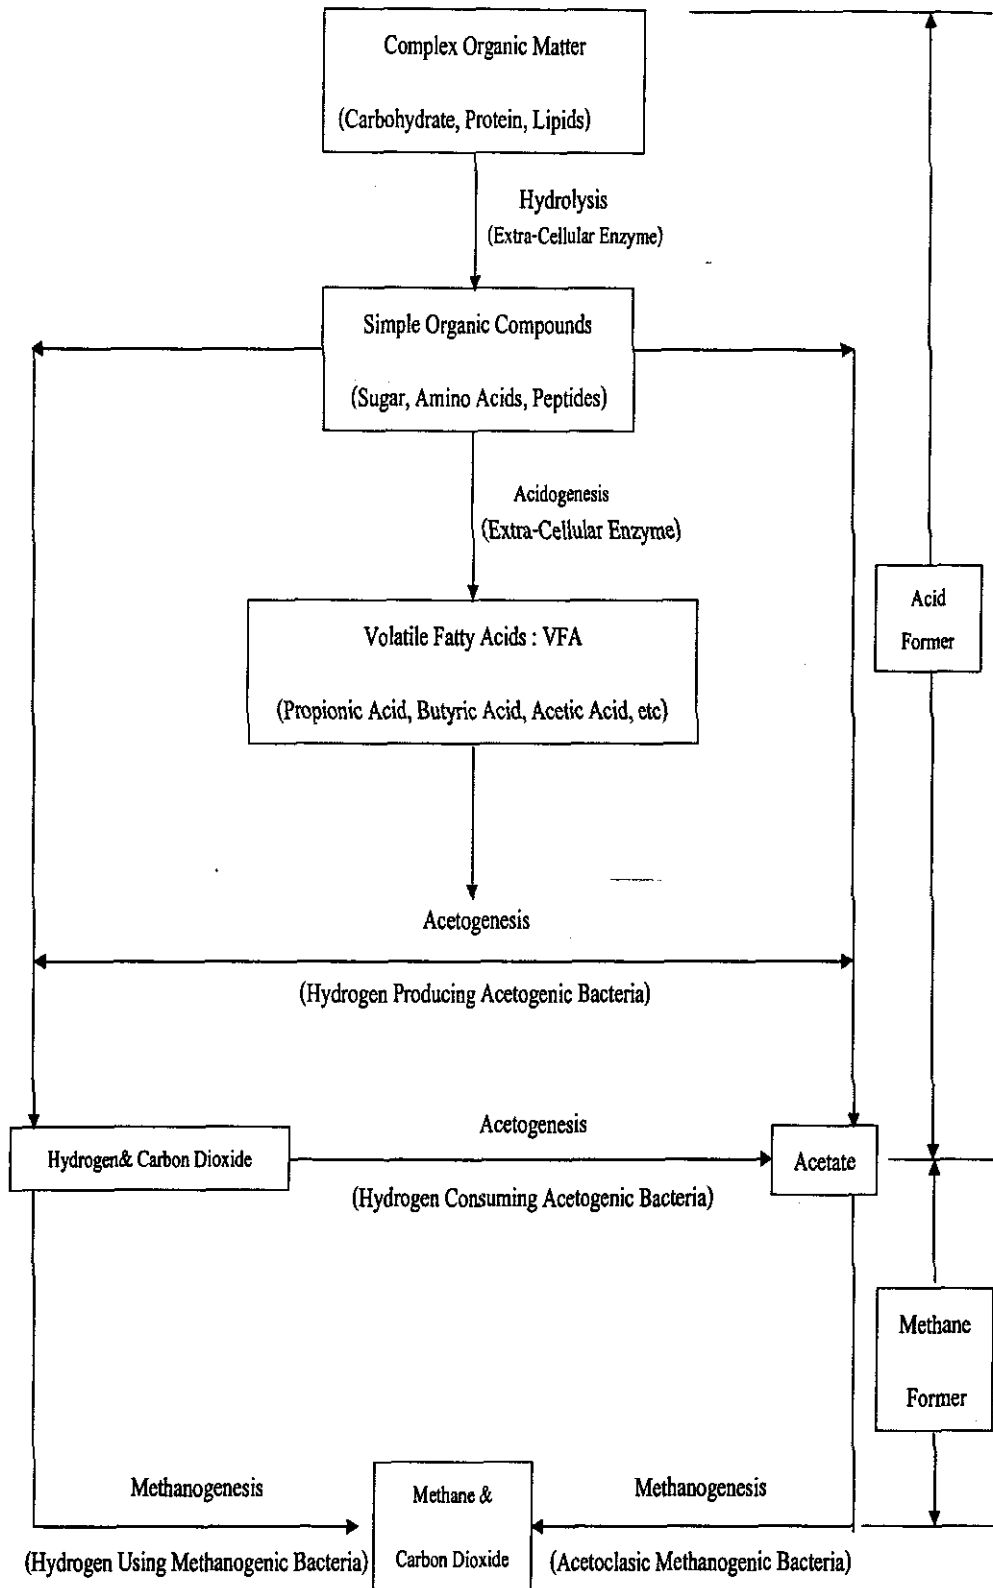 Complex Organic Matter
(Carbohydrate, Protein, Lipids)
Hydrolysis
(Extra-Cellular Enzyme)
Simple Organic Compounds
(Sugar, Amino Acids, Peptides)
Acidogenesis
(Extra-Cellular Enzyme)
Acid
Former
Volatile Fatty Acids : VFA
(Propionic Acid, Butyric Acid, Acetic Acid, etc)
Acetogenesis
(Hydrogen Producing Acetogenic Bacteria)
Acetogenesis
Hydrogen& Carbon Dioxide
Acetate
(Hydrogen Consuming Acetogenic Bacteria)
Methane
Former
Methanogenesis
Methane &
Carbon Dioxide
Methanogenesis
(Hydrogen Using Methanogenic Bacteria)
(Acetoclasic Methanogenic Bacteria)